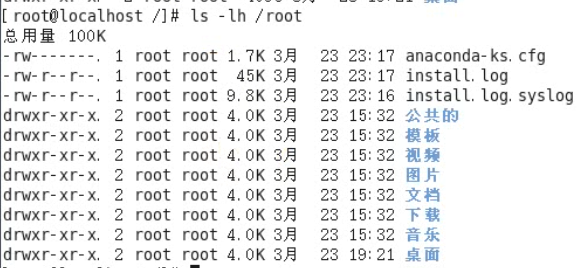 [root@localhost /]# ls -lh /root
总用量 100K
-rw-------. 1 root root 1.7K 3月  23 23:17 anaconda-ks.cfg
-rw-r--r--. 1 root root  45K 3月  23 23:17 install.log
-rw-r--r--. 1 root root 9.8K 3月  23 23:16 install.log.syslog
drwxr-xr-x. 2 root root 4.0K 3月  23 15:32 公共的
drwxr-xr-x. 2 root root 4.0K 3月  23 15:32 模板
drwxr-xr-x. 2 root root 4.0K 3月  23 15:32 视频
drwxr-xr-x. 2 root root 4.0K 3月  23 15:32 图片
drwxr-xr-x. 2 root root 4.0K 3月  23 15:32 文档
drwxr-xr-x. 2 root root 4.0K 3月  23 15:32 下载
drwxr-xr-x. 2 root root 4.0K 3月  23 15:32 音乐
drwxr-xr-x. 2 root root 4.0K 3月  23 19:21 桌面